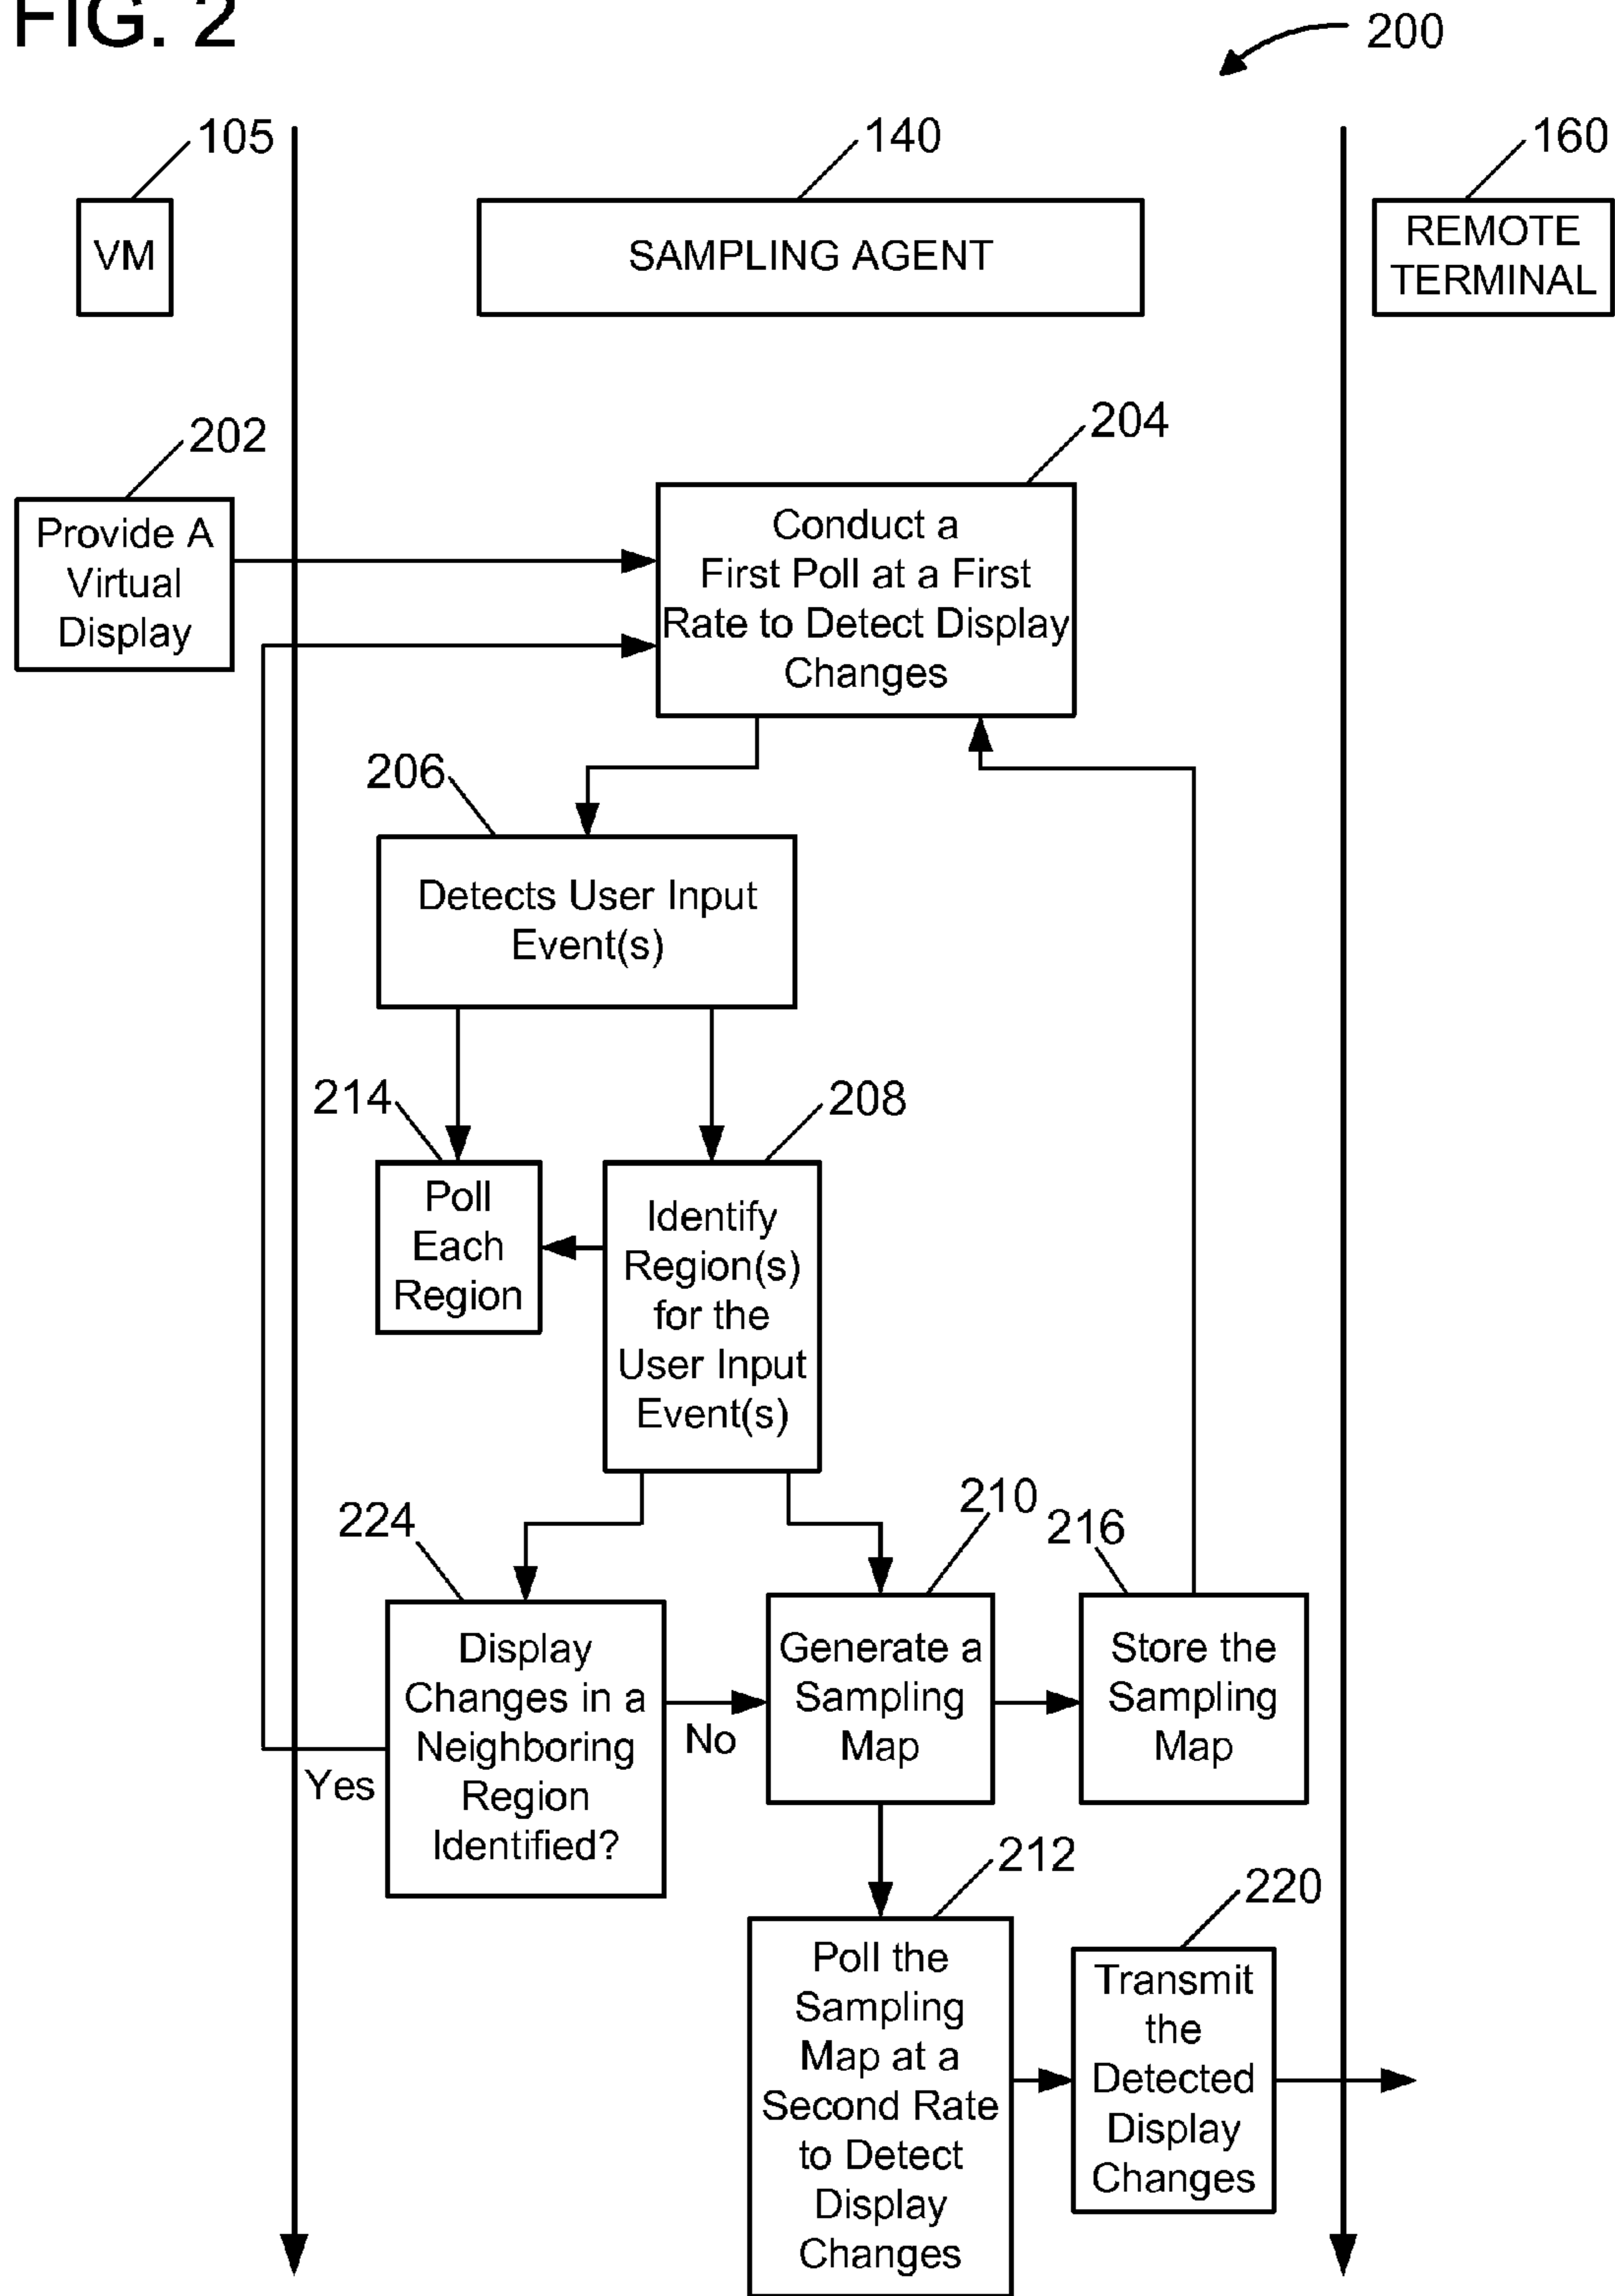 FIG. 2
200
105
140
160
VM
SAMPLING AGENT
REMOTE
TERMINAL
202
204
Provide A
Virtual
Display
Conduct a
First Poll at a First
Rate to Detect Display
Changes
206
Detects User Input
Event(s)
214
208
Poll
Each
Region
Identify
Region(s)
for the
User Input
Event(s)
224
210
216
Display
Changes in a
Neighboring
Region
Identified?
Yes
No
Generate a
Sampling
Map
Store the
Sampling
Map
212
220
Poll the
Sampling
Map at a
Second Rate
to Detect
Display
Changes
Transmit
the
Detected
Display
Changes